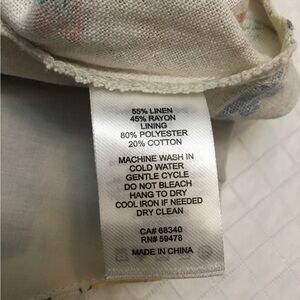 55% LINEN
45% RAYON
LINING
80% POLYESTER
20% COTTON
MACHINE WASH IN
COLD WATER
GENTLE CYCLE
DO NOT BLEACH
HANG TO DRY
COOL IRON IF NEEDED
DRY CLEAN
CA# 68340
RN# 59478
MADE IN CHINA